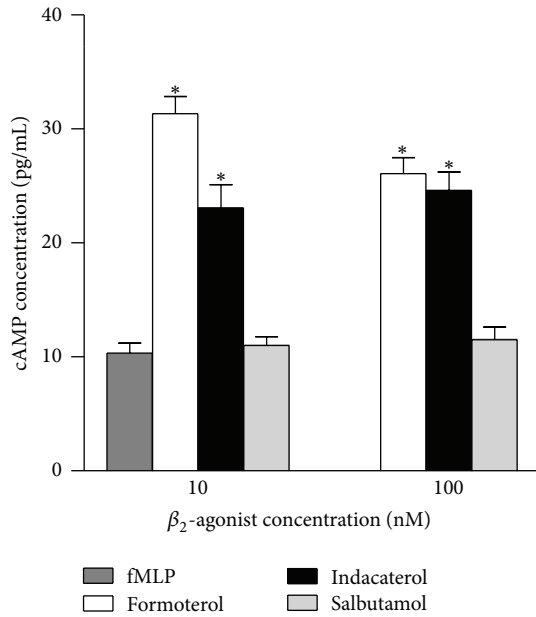 40
30
20
10
0
cAMP concentration (pg/mL)
* * * *
10 100
β₂-agonist concentration (nM)
fMLP Indacaterol
Formoterol Salbutamol